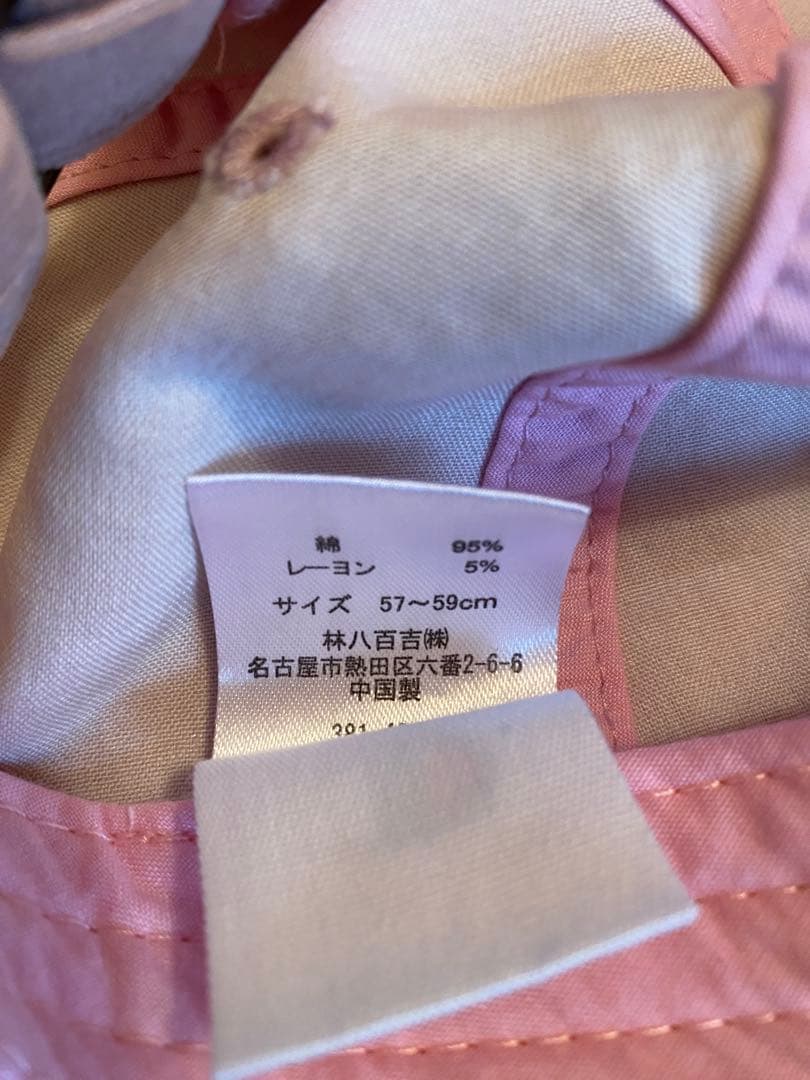 綿 95%
レーヨン 5%
サイズ 57〜59cm
林八百吉㈱
名古屋市熱田区六番2-6-6
中国製